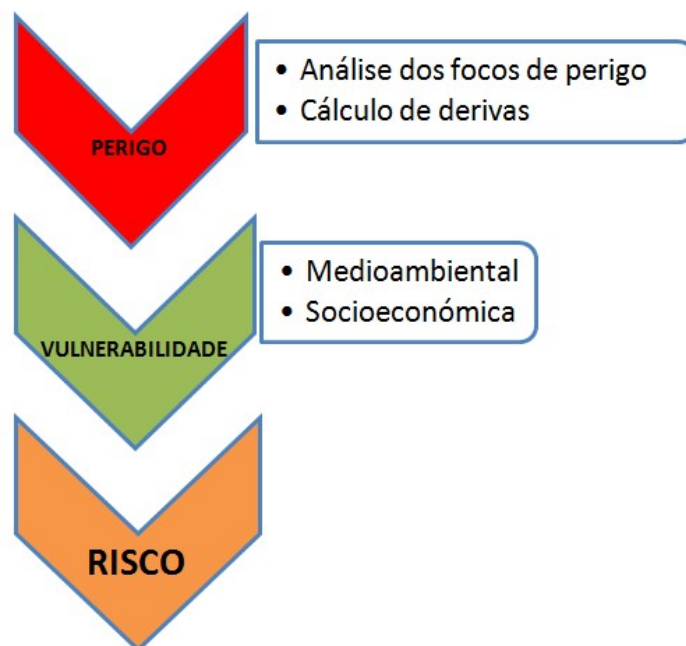 • Análise dos focos de perigo
• Cálculo de derivas
PERIGO
• Medioambiental
• Socioeconómica
VULNERABILIDADE
RISCO